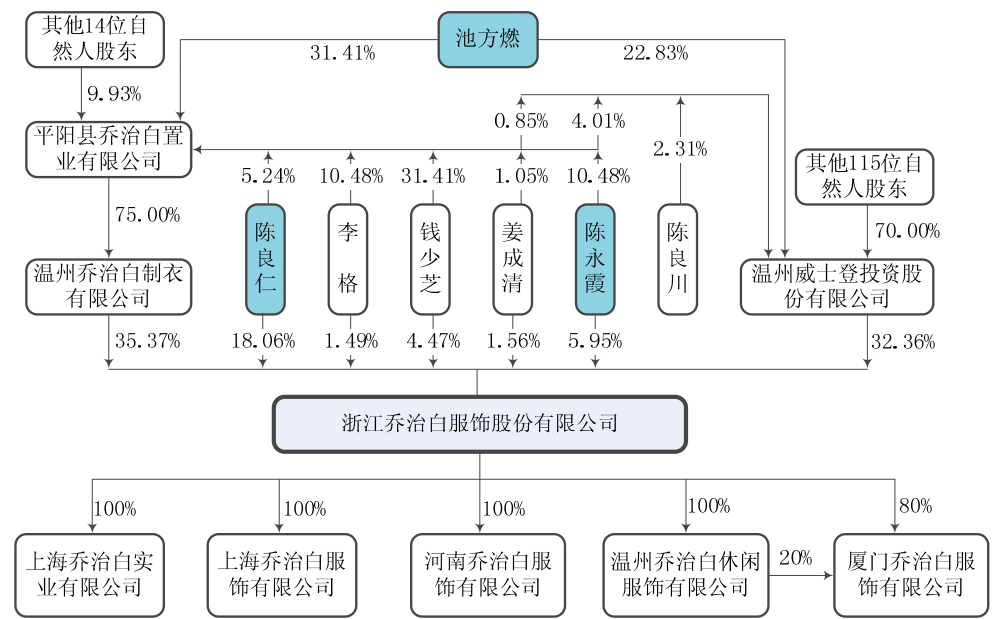 其他14位自
然人股东
池方燃
31.41%
22.83%
9.93%
0.85%
4.01%
平阳县乔治白置
业有限公司
2.31%
其他115位自
然人股东
5.24%
10.48%
31.41%
1.05%
10.48%
75.00%
陈良仁
李格
钱少芝
姜成清
陈永霞
陈良川
70.00%
温州乔治白制衣
有限公司
温州威士登投资股
份有限公司
35.37%
18.06%
1.49%
4.47%
1.56%
5.95%
32.36%
浙江乔治白服饰股份有限公司
100%
100%
100%
100%
80%
上海乔治白实
业有限公司
上海乔治白服
饰有限公司
河南乔治白服
饰有限公司
温州乔治白休闲
服饰有限公司
20%
厦门乔治白服
饰有限公司